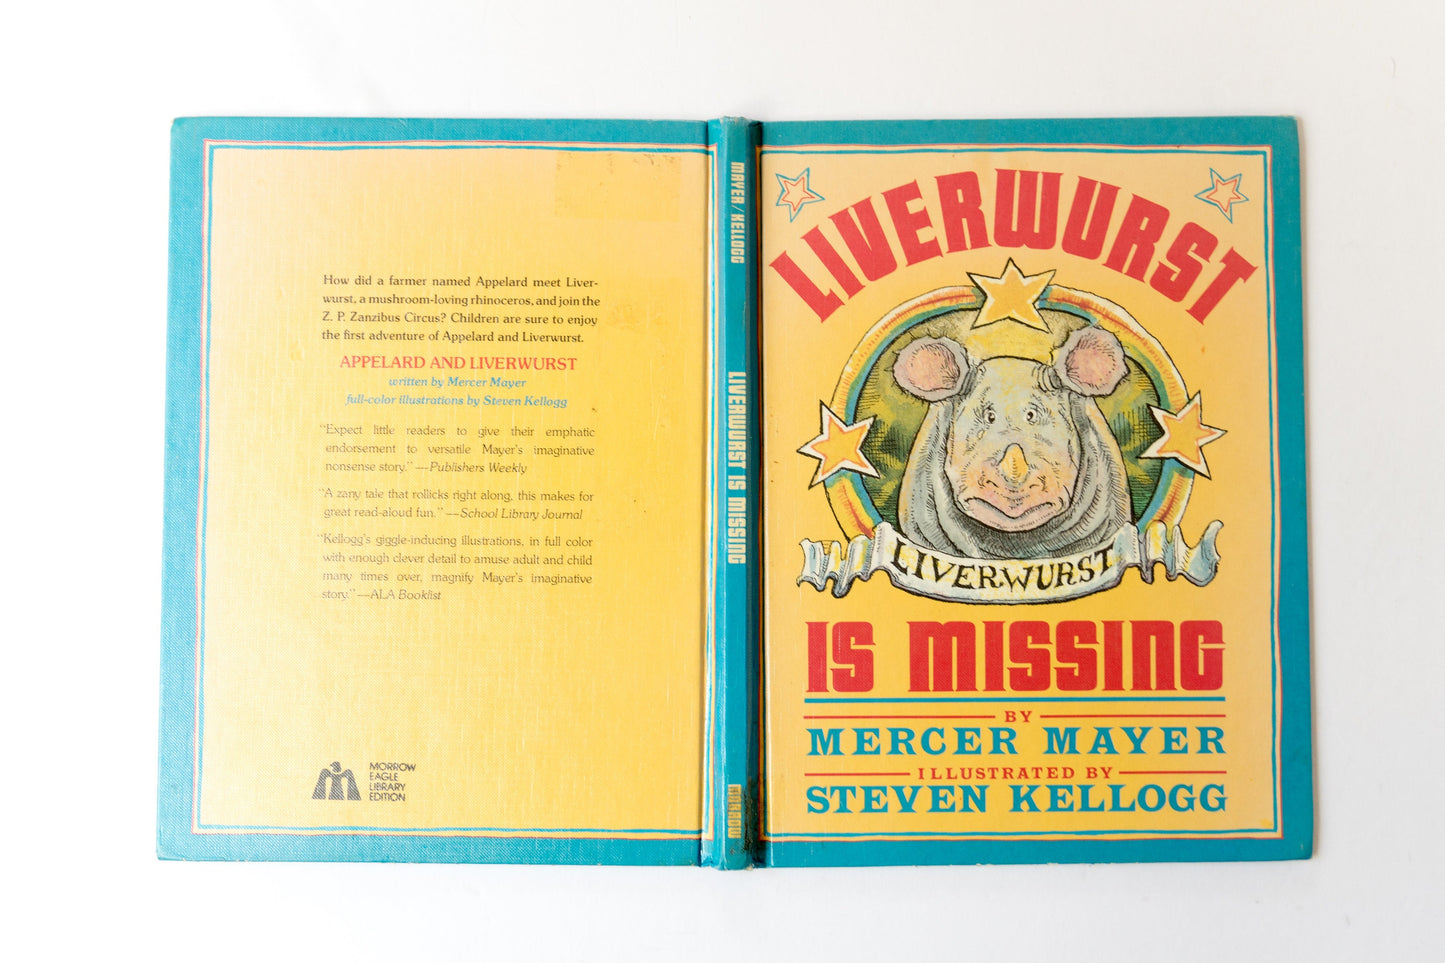 How did a farmer named Appelard meet Liver-
wurst, a mushroom-loving rhinoceros, and join the
Z. P. Zanzibus Circus? Children are sure to enjoy
the first adventure of Appelard and Liverwurst.
APPELARD AND LIVERWURST
written by Mercer Mayer
full-color illustrations by Steven Kellogg
“Expect little readers to give their emphatic
endorsement to versatile Mayer's imaginative
nonsense story.” —Publishers Weekly
“A zany tale that rollicks right along, this makes for
great read-aloud fun.” —School Library Journal
“Kellogg's giggle-inducing illustrations, in full color
with enough clever detail to amuse adult and child
many times over, magnify Mayer's imaginative
story.” —ALA Booklist
MORROW
EAGLE
LIBRARY
EDITION
MAYER/KELLOGG
LIVERWURST IS MISSING
MORROW
LIVERWURST
LIVERWURST
IS MISSING
BY
MERCER MAYER
ILLUSTRATED BY
STEVEN KELLOGG